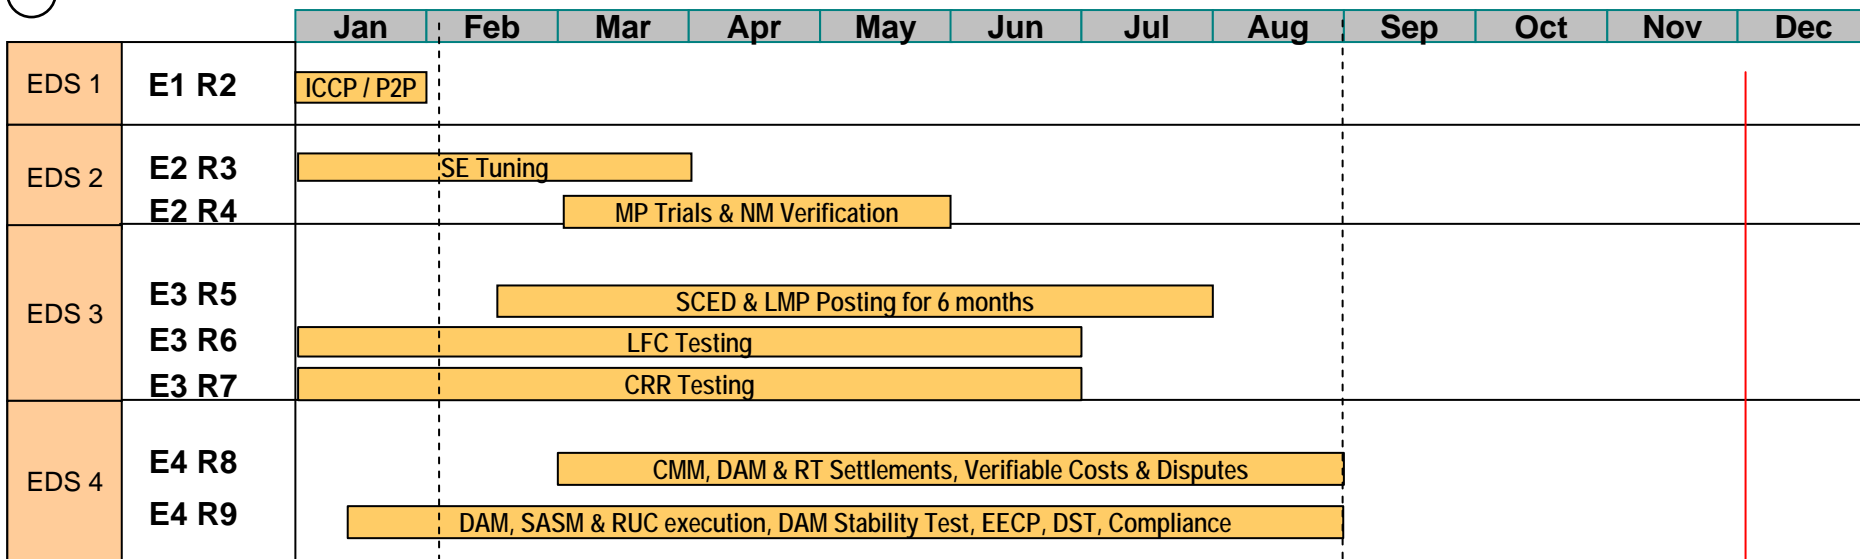 Jan Feb Mar Apr May Jun Jul Aug Sep Oct Nov Dec
EDS 1
E1 R2
ICCP / P2P
EDS 2
E2 R3
SE Tuning
E2 R4
MP Trials & NM Verification
EDS 3
E3 R5
SCED & LMP Posting for 6 months
E3 R6
LFC Testing
E3 R7
CRR Testing
EDS 4
E4 R8
CMM, DAM & RT Settlements, Verifiable Costs & Disputes
E4 R9
DAM, SASM & RUC execution, DAM Stability Test, EECP, DST, Compliance